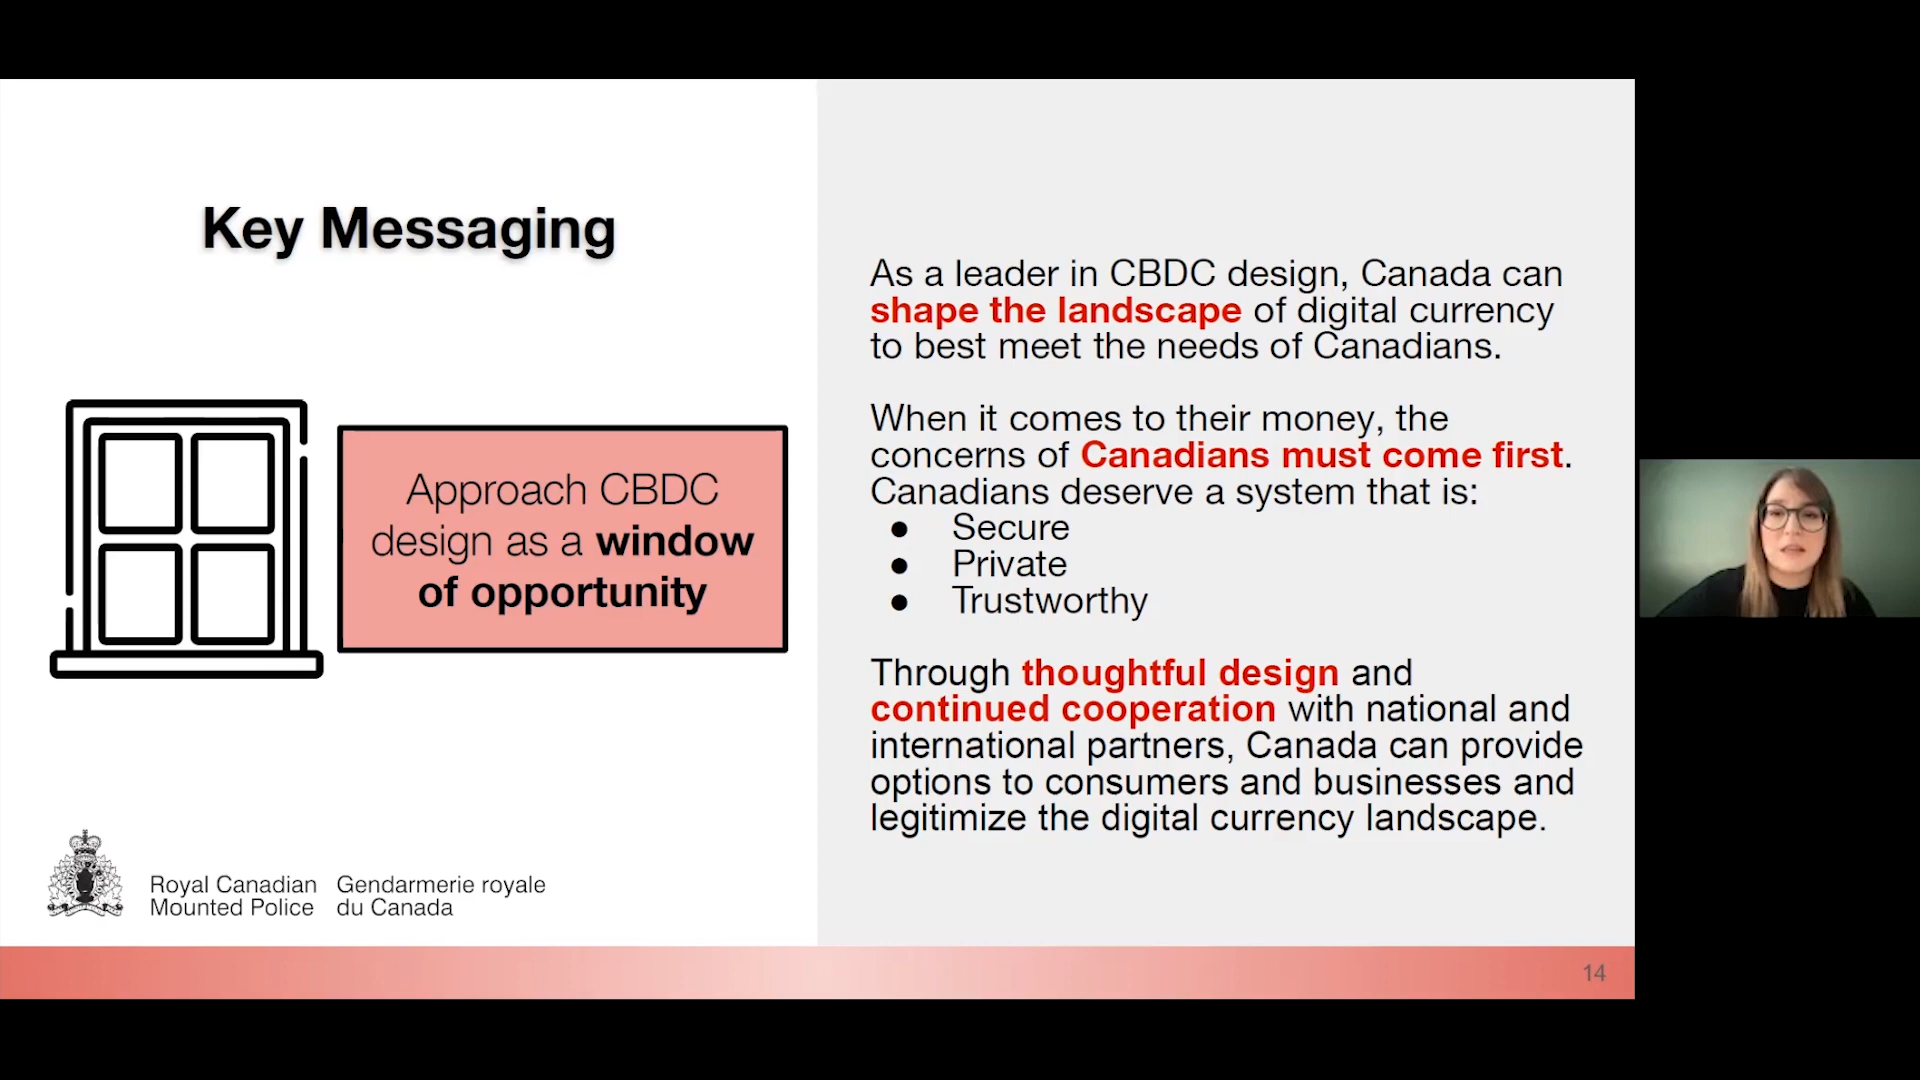 Key Messaging
Approach CBDC
design as a window
of opportunity
Royal Canadian
Mounted Police
Gendarmerie royale
du Canada
As a leader in CBDC design, Canada can
shape the landscape of digital currency
to best meet the needs of Canadians.
When it comes to their money, the
concerns of Canadians must come first.
Canadians deserve a system that is:
● Secure
● Private
● Trustworthy
Through thoughtful design and
continued cooperation with national and
international partners, Canada can provide
options to consumers and businesses and
legitimize the digital currency landscape.
14